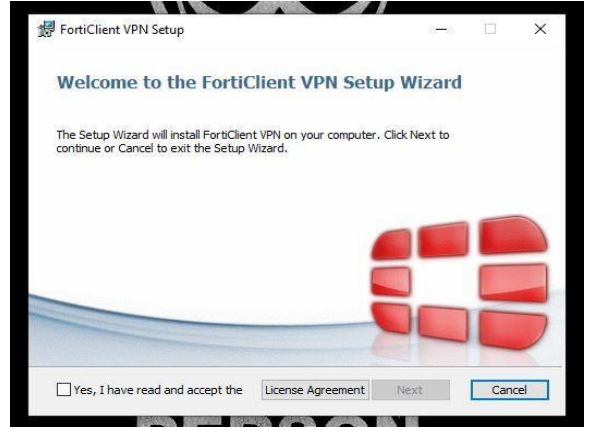 FortiClient VPN Setup
Welcome to the FortiClient VPN Setup Wizard
The Setup Wizard will install FortiClient VPN on your computer. Click Next to
continue or Cancel to exit the Setup Wizard.
Yes, I have read and accept the License Agreement Next Cancel